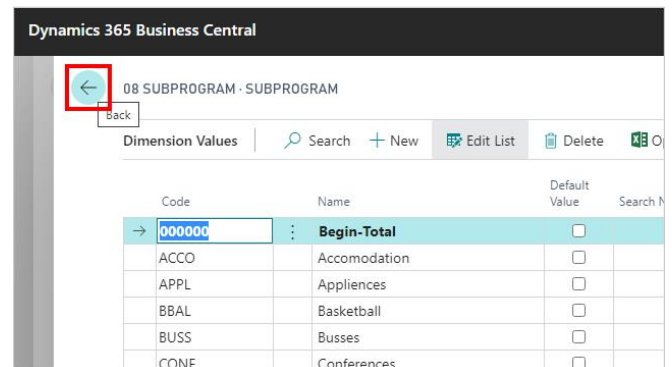 Dynamics 365 Business Central
08 SUBPROGRAM · SUBPROGRAM
Back
Dimension Values Search New Edit List Delete
Default
Code Name Value Search
000000 Begin-Total
ACCO Accomodation
APPL Appliences
BBAL Basketball
BUSS Busses
CONF Conferences